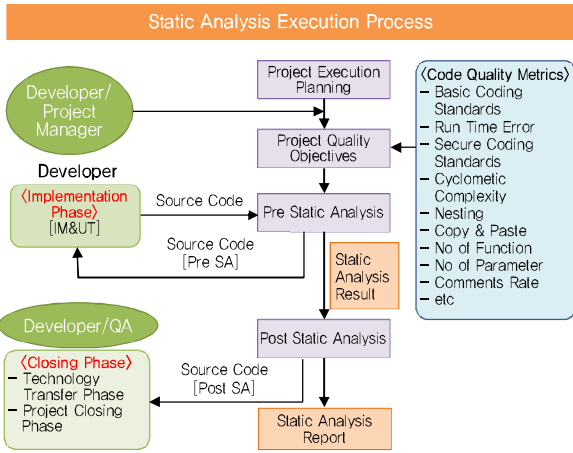 Static Analysis Execution Process
Developer/
Project
Manager
Project Execution
Planning
Project Quality
Objectives
〈Code Quality Metrics〉
- Basic Coding
Standards
- Run Time Error
- Secure Coding
Standards
- Cyclometic
Complexity
- Nesting
- Copy & Paste
- No of Function
- No of Parameter
- Comments Rate
- etc
Developer
〈Implementation
Phase〉
[IM&UT]
Source Code
Pre Static Analysis
Source Code
[Pre SA]
Static
Analysis
Result
Developer/QA
Post Static Analysis
〈Closing Phase〉
- Technology
Transfer Phase
- Project Closing
Phase
Source Code
[Post SA]
Static Analysis
Report